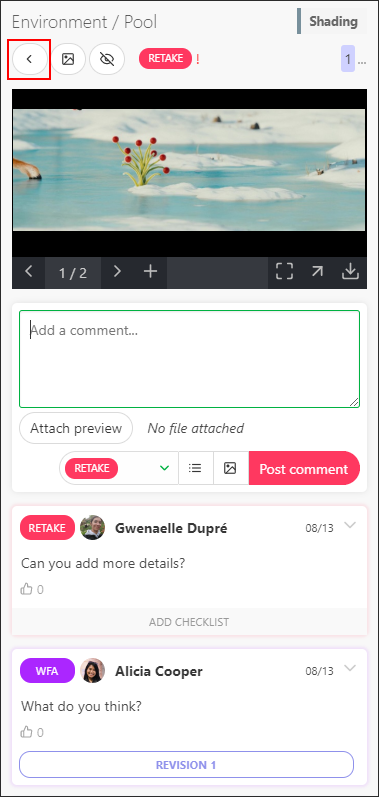 Environment / Pool
Shading
RETAKE !
1 ...
1 / 2
Add a comment...
Attach preview
No file attached
RETAKE
Post comment
RETAKE
Gwenaelle Dupré
08/13
Can you add more details?
0
ADD CHECKLIST
WFA
Alicia Cooper
08/13
What do you think?
0
REVISION 1